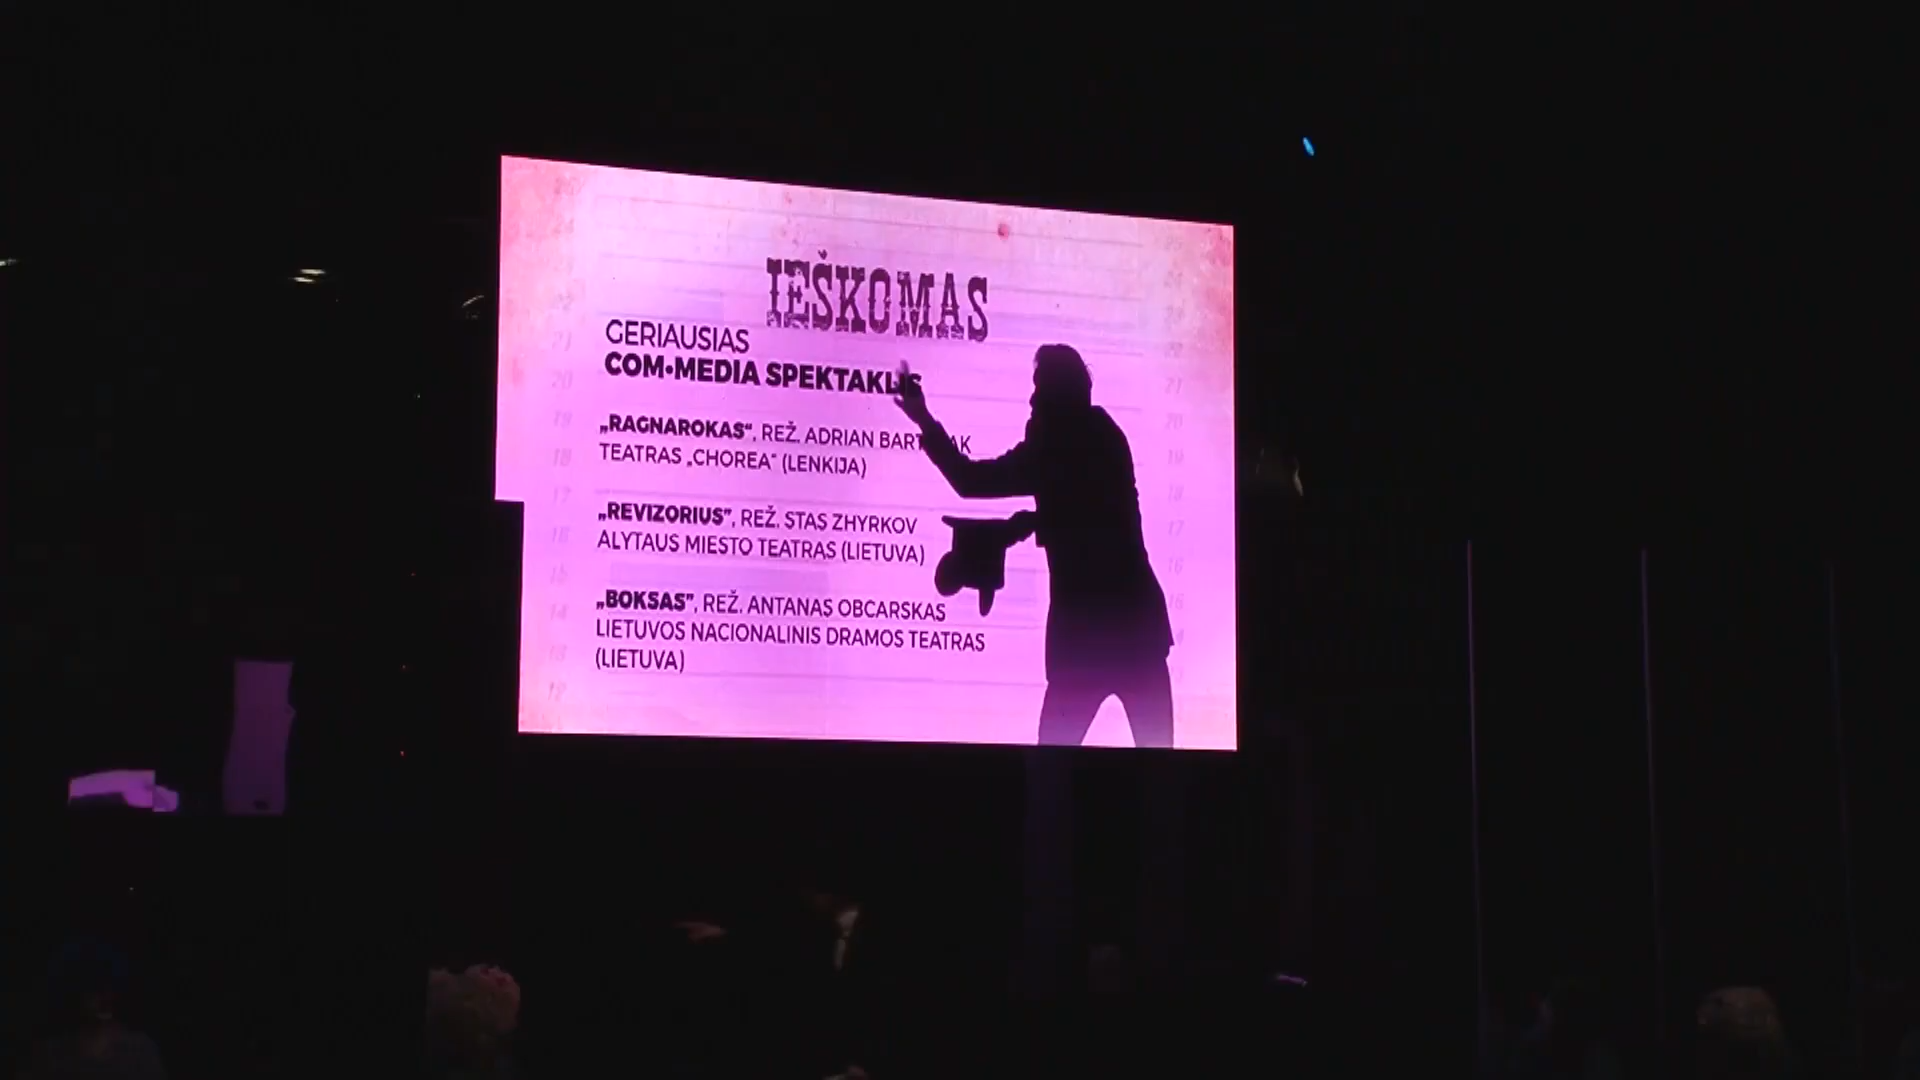 IEŠKOMAS
GERIAUSIAS
COM•MEDIA SPEKTAKLIS
„RAGNAROKAS“, REŽ. ADRIAN
TEATRAS „CHOREA“ (LENKIJA)
„REVIZORIUS”, REŽ. STAS ZHYRKOV
ALYTAUS MIESTO TEATRAS (LIETUVA)
„BOKSAS”, REŽ. ANTANAS OBCARSKAS
LIETUVOS NACIONALINIS DRAMOS TEATRAS
(LIETUVA)